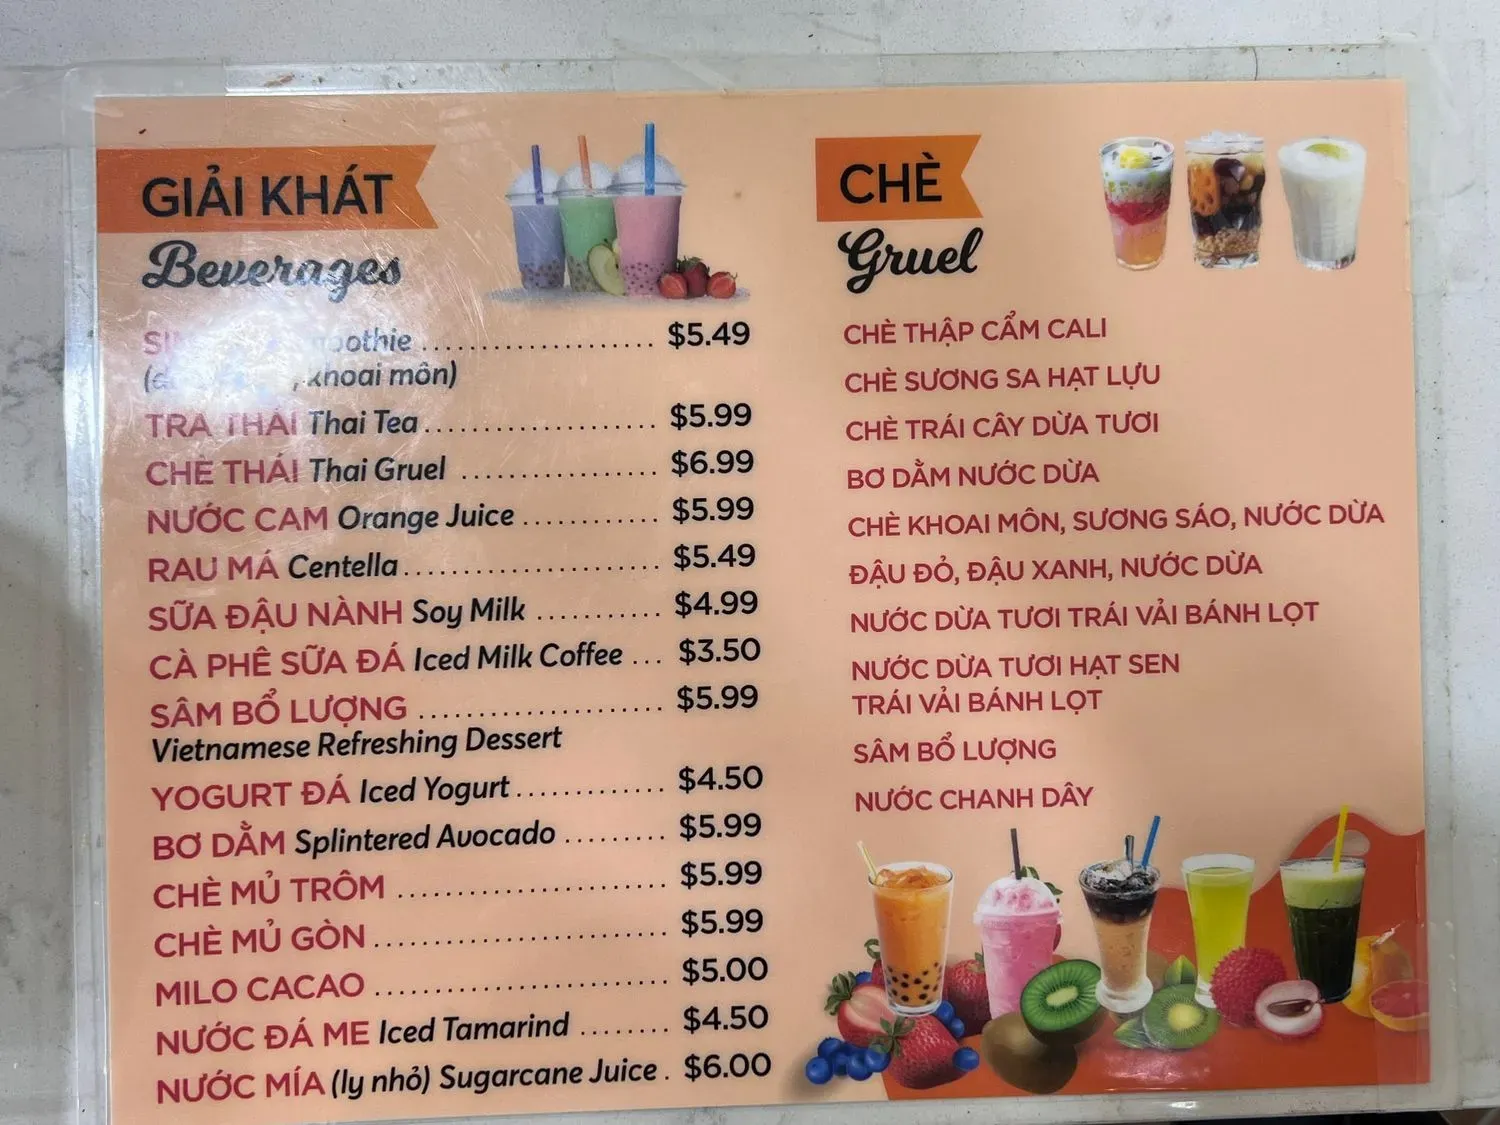 GIẢI KHÁT
Beverages
Smoothie ..................... $5.49
khoai môn)
TRÀ THÁI Thai Tea ..................... $5.99
CHÈ THÁI Thai Gruel ................. $6.99
NƯỚC CAM Orange Juice ............ $5.99
RAU MÁ Centella ....................... $5.49
SỮA ĐẬU NÀNH Soy Milk .......... $4.99
CÀ PHÊ SỮA ĐÁ Iced Milk Coffee ... $3.50
SÂM BỔ LƯỢNG ..................... $5.99
Vietnamese Refreshing Dessert
YOGURT ĐÁ Iced Yogurt ............. $4.50
BƠ DẰM Splintered Avocado ......... $5.99
CHÈ MỦ TRÔM ........................ $5.99
CHÈ MỦ GÒN .......................... $5.99
MILO CACAO .......................... $5.00
NƯỚC ĐÁ ME Iced Tamarind ........ $4.50
NƯỚC MÍA (ly nhỏ) Sugarcane Juice . $6.00
CHÈ
Gruel
CHÈ THẬP CẨM CALI
CHÈ SƯƠNG SA HẠT LỰU
CHÈ TRÁI CÂY DỪA TƯƠI
BƠ DẰM NƯỚC DỪA
CHÈ KHOAI MÔN, SƯƠNG SÁO, NƯỚC DỪA
ĐẬU ĐỎ, ĐẬU XANH, NƯỚC DỪA
NƯỚC DỪA TƯƠI TRÁI VẢI BÁNH LỌT
NƯỚC DỪA TƯƠI HẠT SEN
TRÁI VẢI BÁNH LỌT
SÂM BỔ LƯỢNG
NƯỚC CHANH DÂY